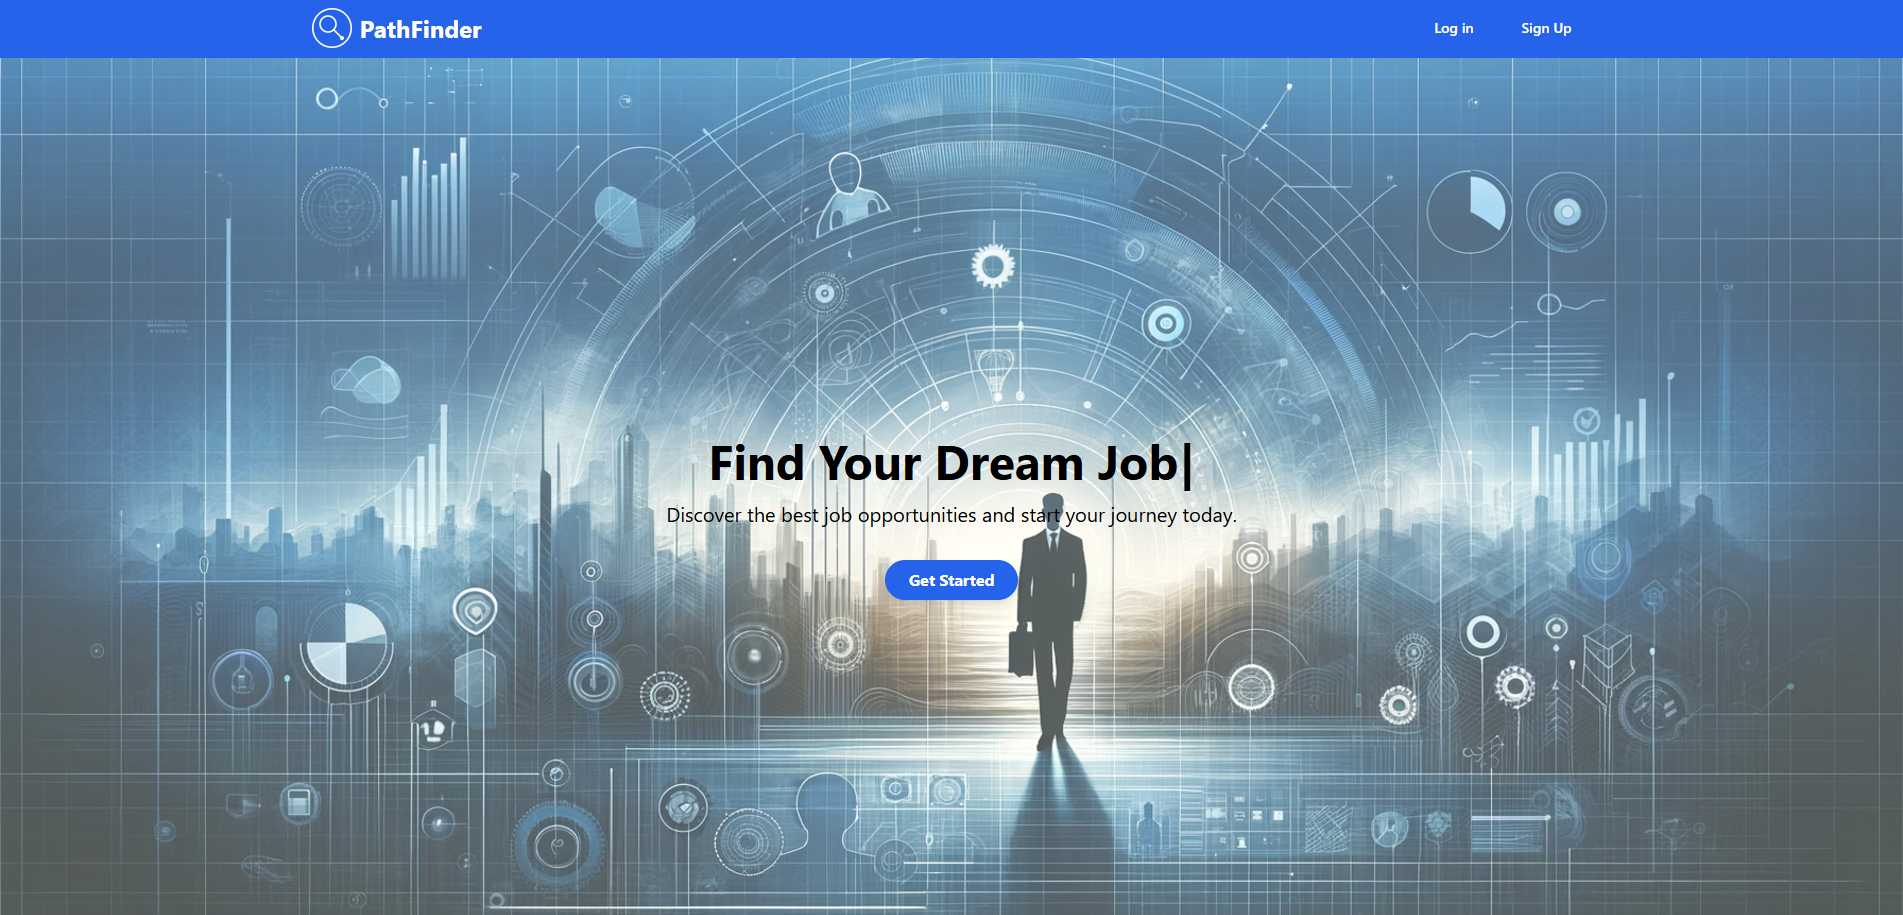 PathFinder
Log in
Sign Up
Find Your Dream Job|
Discover the best job opportunities and start your journey today.
Get Started